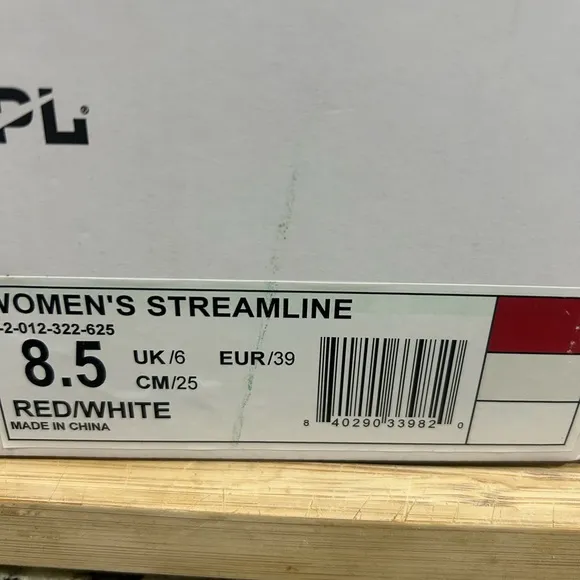 PL®
WOMEN'S STREAMLINE
-2-012-322-625
8.5 UK/6 EUR/39
CM/25
RED/WHITE
MADE IN CHINA
8 40290 33982 0